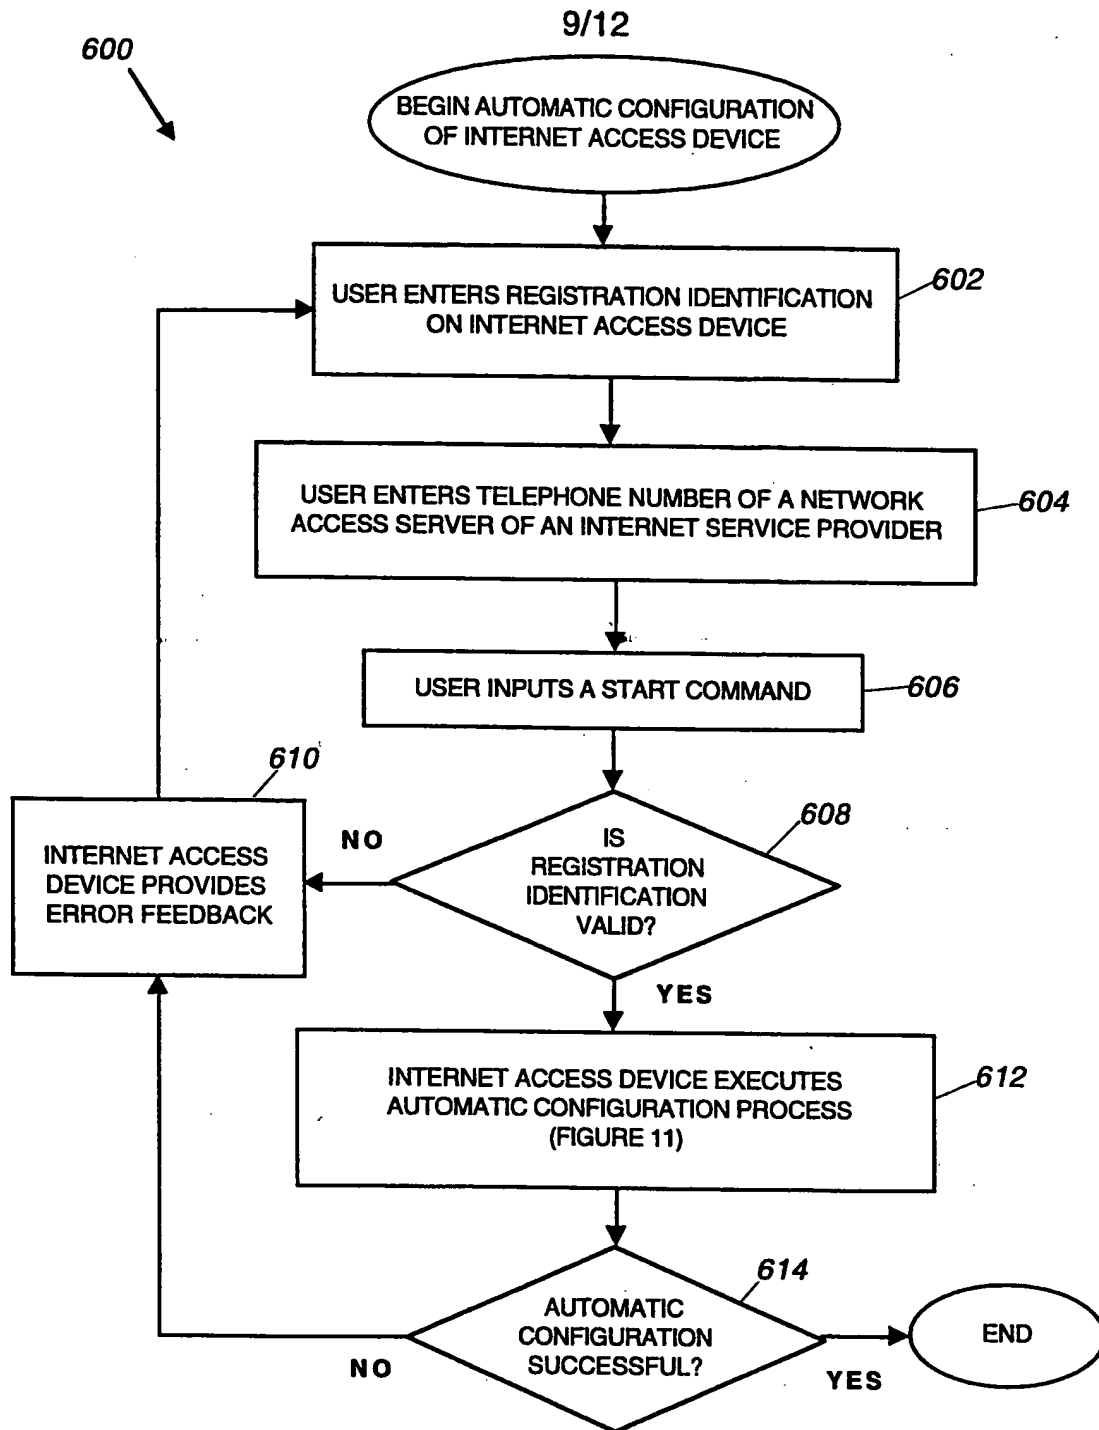 9/12
600
BEGIN AUTOMATIC CONFIGURATION
OF INTERNET ACCESS DEVICE
USER ENTERS REGISTRATION IDENTIFICATION
ON INTERNET ACCESS DEVICE
602
USER ENTERS TELEPHONE NUMBER OF A NETWORK
ACCESS SERVER OF AN INTERNET SERVICE PROVIDER
604
USER INPUTS A START COMMAND
606
610
INTERNET ACCESS
DEVICE PROVIDES
ERROR FEEDBACK
NO
IS
REGISTRATION
IDENTIFICATION
VALID?
608
YES
INTERNET ACCESS DEVICE EXECUTES
AUTOMATIC CONFIGURATION PROCESS
(FIGURE 11)
612
AUTOMATIC
CONFIGURATION
SUCCESSFUL?
614
NO
YES
END